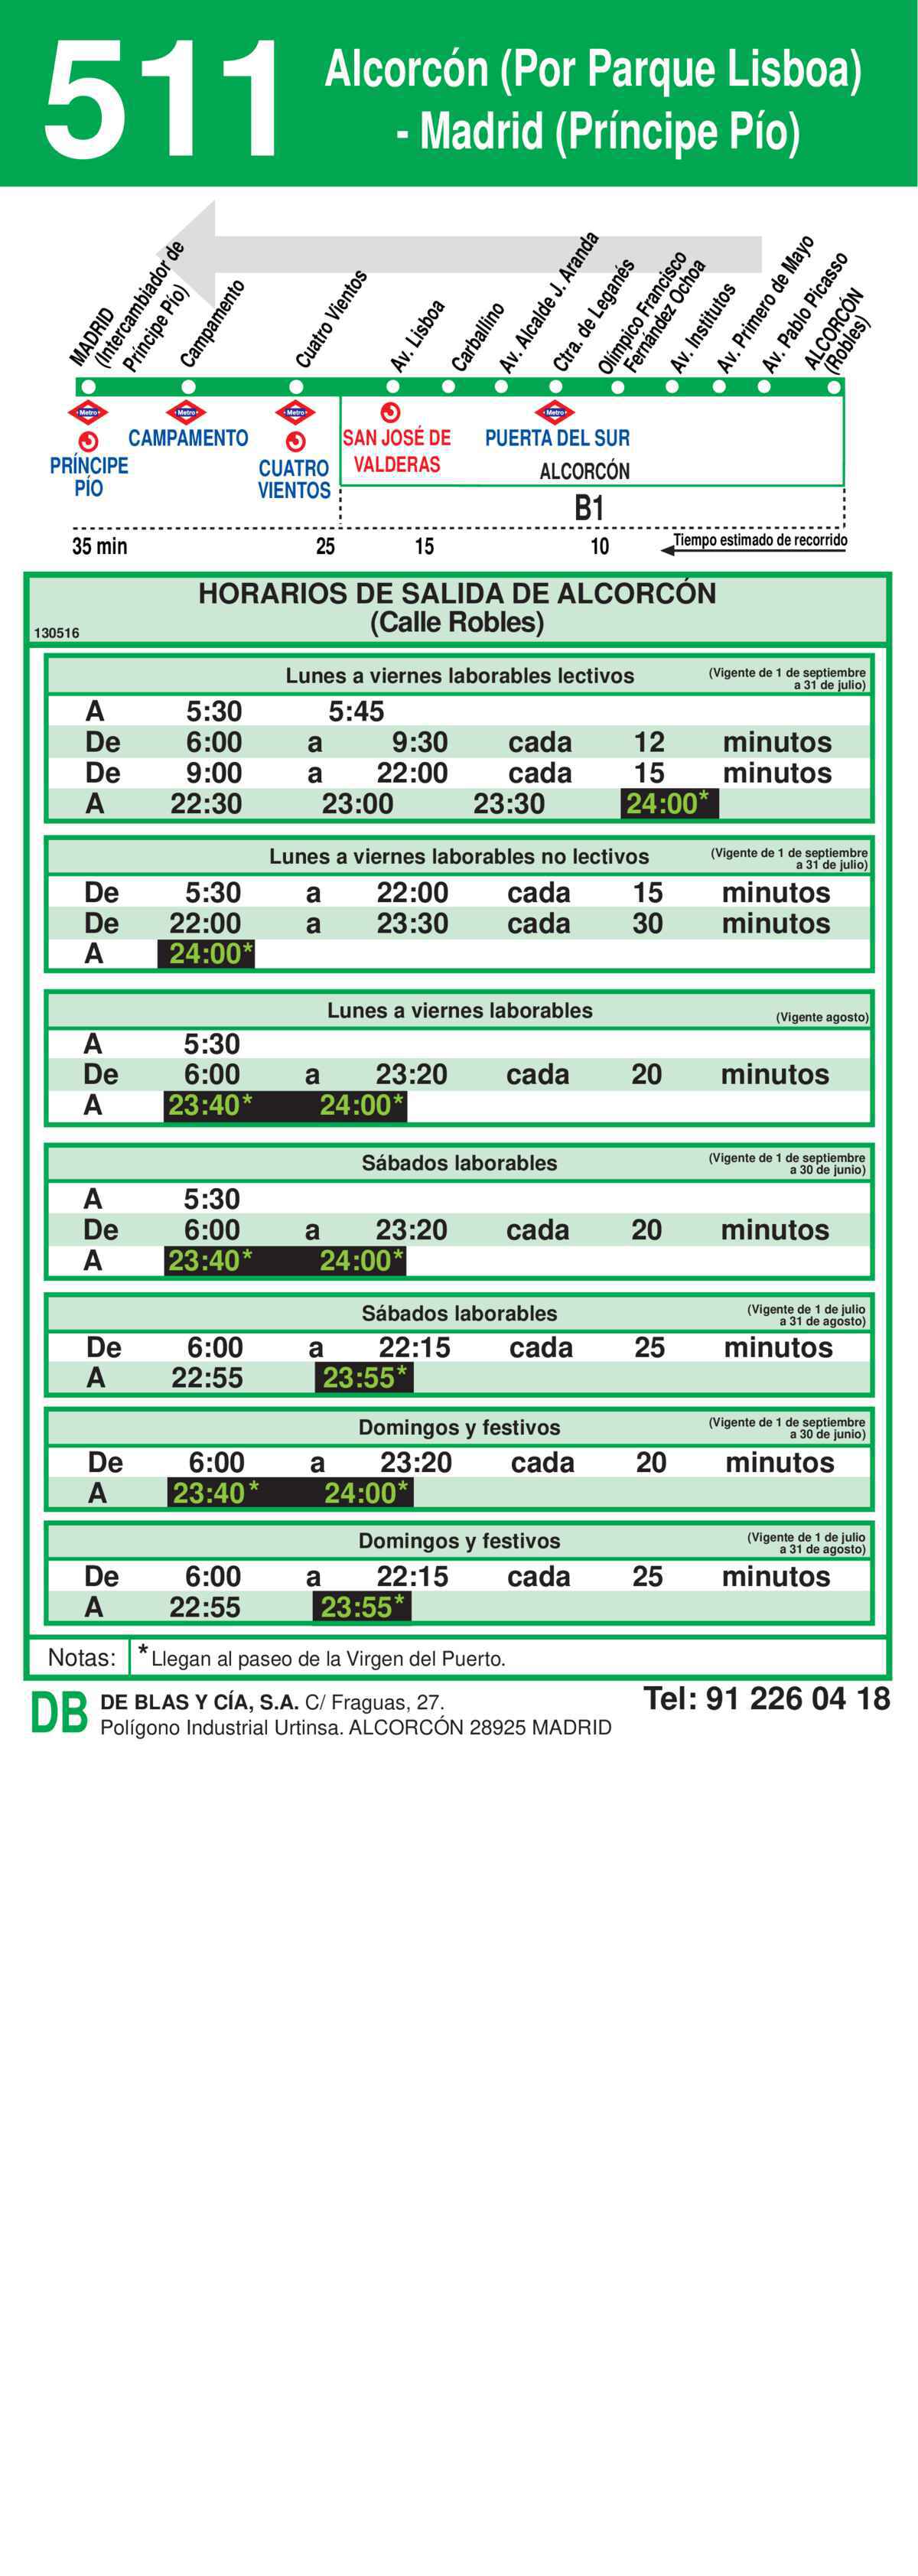 511
Alcorcón (Por Parque Lisboa)
- Madrid (Príncipe Pío)
MADRID
(Intercambiador de
Príncipe Pío)
Campamento
Cuatro Vientos
Av. Lisboa
Carballino
Av. Alcalde J. Aranda
Ctra. de Leganés
Olímpico Francisco
Fernández Ochoa
Av. Institutos
Av. Primero de Mayo
Av. Pablo Picasso
ALCORCÓN
(Robles)
Metro Metro Metro Metro
PRÍNCIPE
PÍO
CAMPAMENTO
CUATRO
VIENTOS
SAN JOSÉ DE
VALDERAS
PUERTA DEL SUR
ALCORCÓN
B1
35 min 25 15 10 Tiempo estimado de recorrido
HORARIOS DE SALIDA DE ALCORCÓN
(Calle Robles)
130516
Lunes a viernes laborables lectivos (Vigente de 1 de septiembre
a 31 de julio)
A 5:30 5:45
De 6:00 a 9:30 cada 12 minutos
De 9:00 a 22:00 cada 15 minutos
A 22:30 23:00 23:30 24:00*
Lunes a viernes laborables no lectivos (Vigente de 1 de septiembre
a 31 de julio)
De 5:30 a 22:00 cada 15 minutos
De 22:00 a 23:30 cada 30 minutos
A 24:00*
Lunes a viernes laborables (Vigente agosto)
A 5:30
De 6:00 a 23:20 cada 20 minutos
A 23:40* 24:00*
Sábados laborables (Vigente de 1 de septiembre
a 30 de junio)
A 5:30
De 6:00 a 23:20 cada 20 minutos
A 23:40* 24:00*
Sábados laborables (Vigente de 1 de julio
a 31 de agosto)
De 6:00 a 22:15 cada 25 minutos
A 22:55 23:55*
Domingos y festivos (Vigente de 1 de septiembre
a 30 de junio)
De 6:00 a 23:20 cada 20 minutos
A 23:40* 24:00*
Domingos y festivos (Vigente de 1 de julio
a 31 de agosto)
De 6:00 a 22:15 cada 25 minutos
A 22:55 23:55*
Notas: * Llegan al paseo de la Virgen del Puerto.
DB DE BLAS Y CÍA, S.A. C/ Fraguas, 27. Tel: 91 226 04 18
Polígono Industrial Urtinsa. ALCORCÓN 28925 MADRID